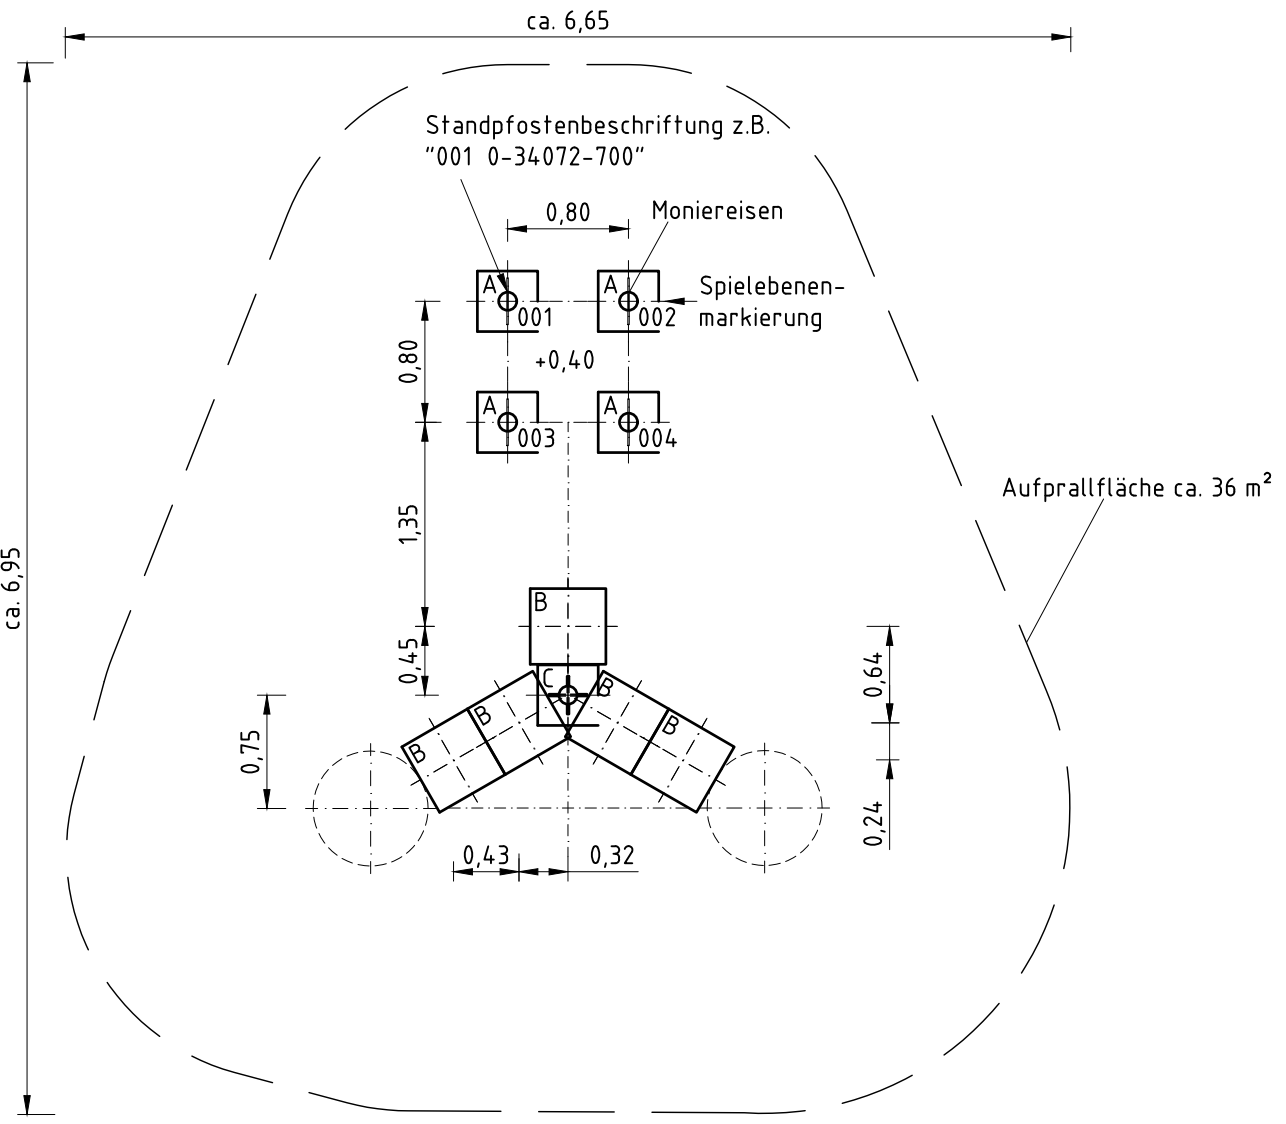 ca. 6,65
Standpfostenbeschriftung z.B.
"001 0-34072-700"
0,80
Moniereisen
A
A
Spielebenen-
markierung
001
002
0,80
+0,40
A
A
003
004
Aufprallfläche ca. 36 m²
1,35
ca. 6,95
B
0,45
C
B
B
B
B
0,64
0,75
0,24
0,43
0,32